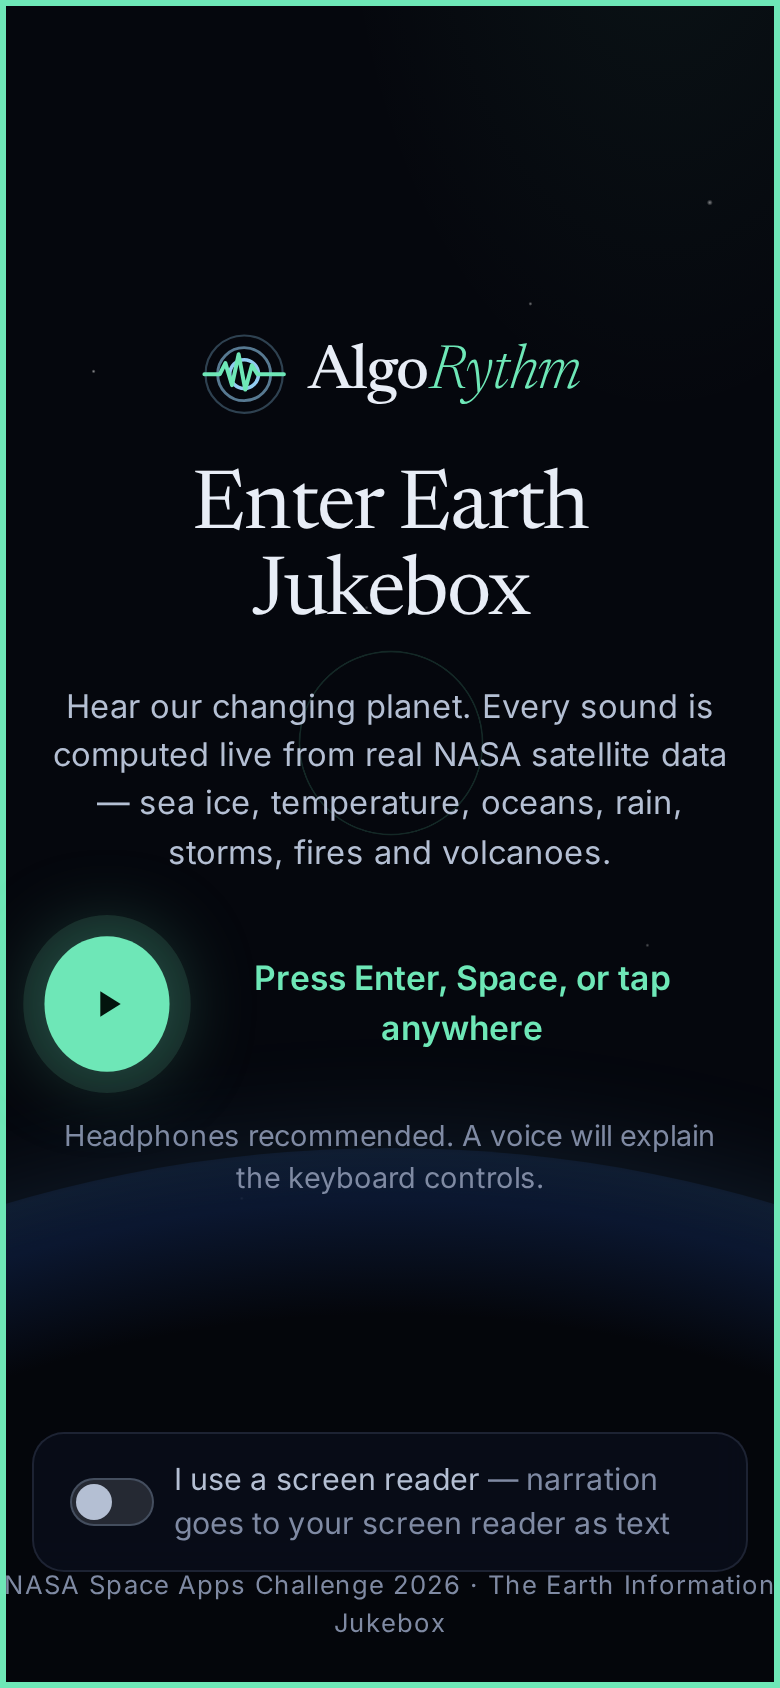 AlgoRythm
Enter Earth
Jukebox
Hear our changing planet. Every sound is
computed live from real NASA satellite data
— sea ice, temperature, oceans, rain,
storms, fires and volcanoes.
Press Enter, Space, or tap
anywhere
Headphones recommended. A voice will explain
the keyboard controls.
I use a screen reader — narration
goes to your screen reader as text
NASA Space Apps Challenge 2026 · The Earth Information
Jukebox